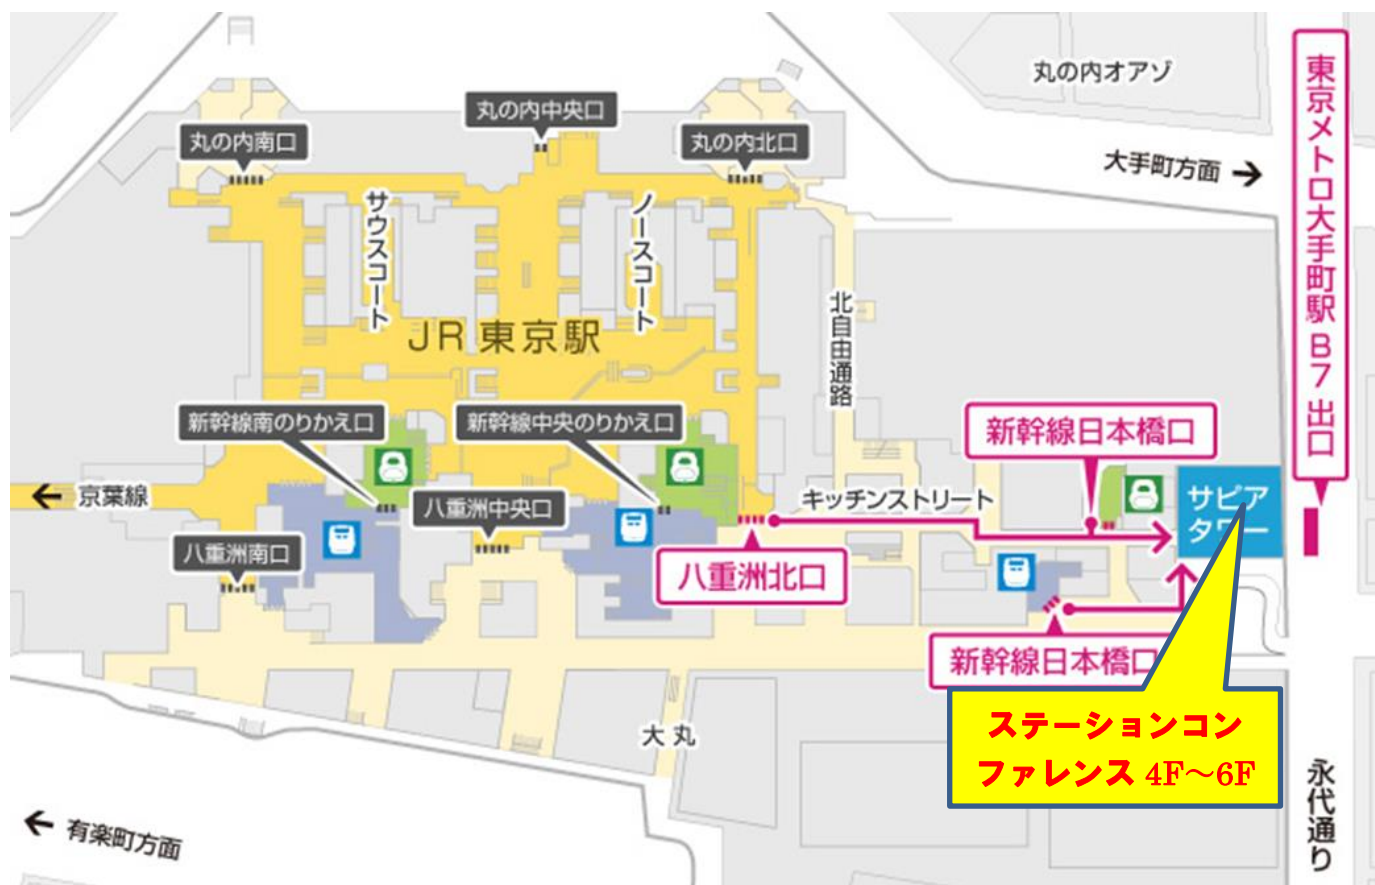 丸の内オアゾ
丸の内中央口
丸の内南口
丸の内北口
大手町方面
東京メトロ大手町駅 B7 出口
サウスコート
ノースコート
JR 東京駅
北自由通路
新幹線南のりかえ口
新幹線中央のりかえ口
新幹線日本橋口
京葉線
八重洲中央口
キッチンストリート
サピア
タワー
八重洲南口
八重洲北口
新幹線日本橋口
ステーションコン
ファレンス 4F～6F
大丸
永代通り
有楽町方面